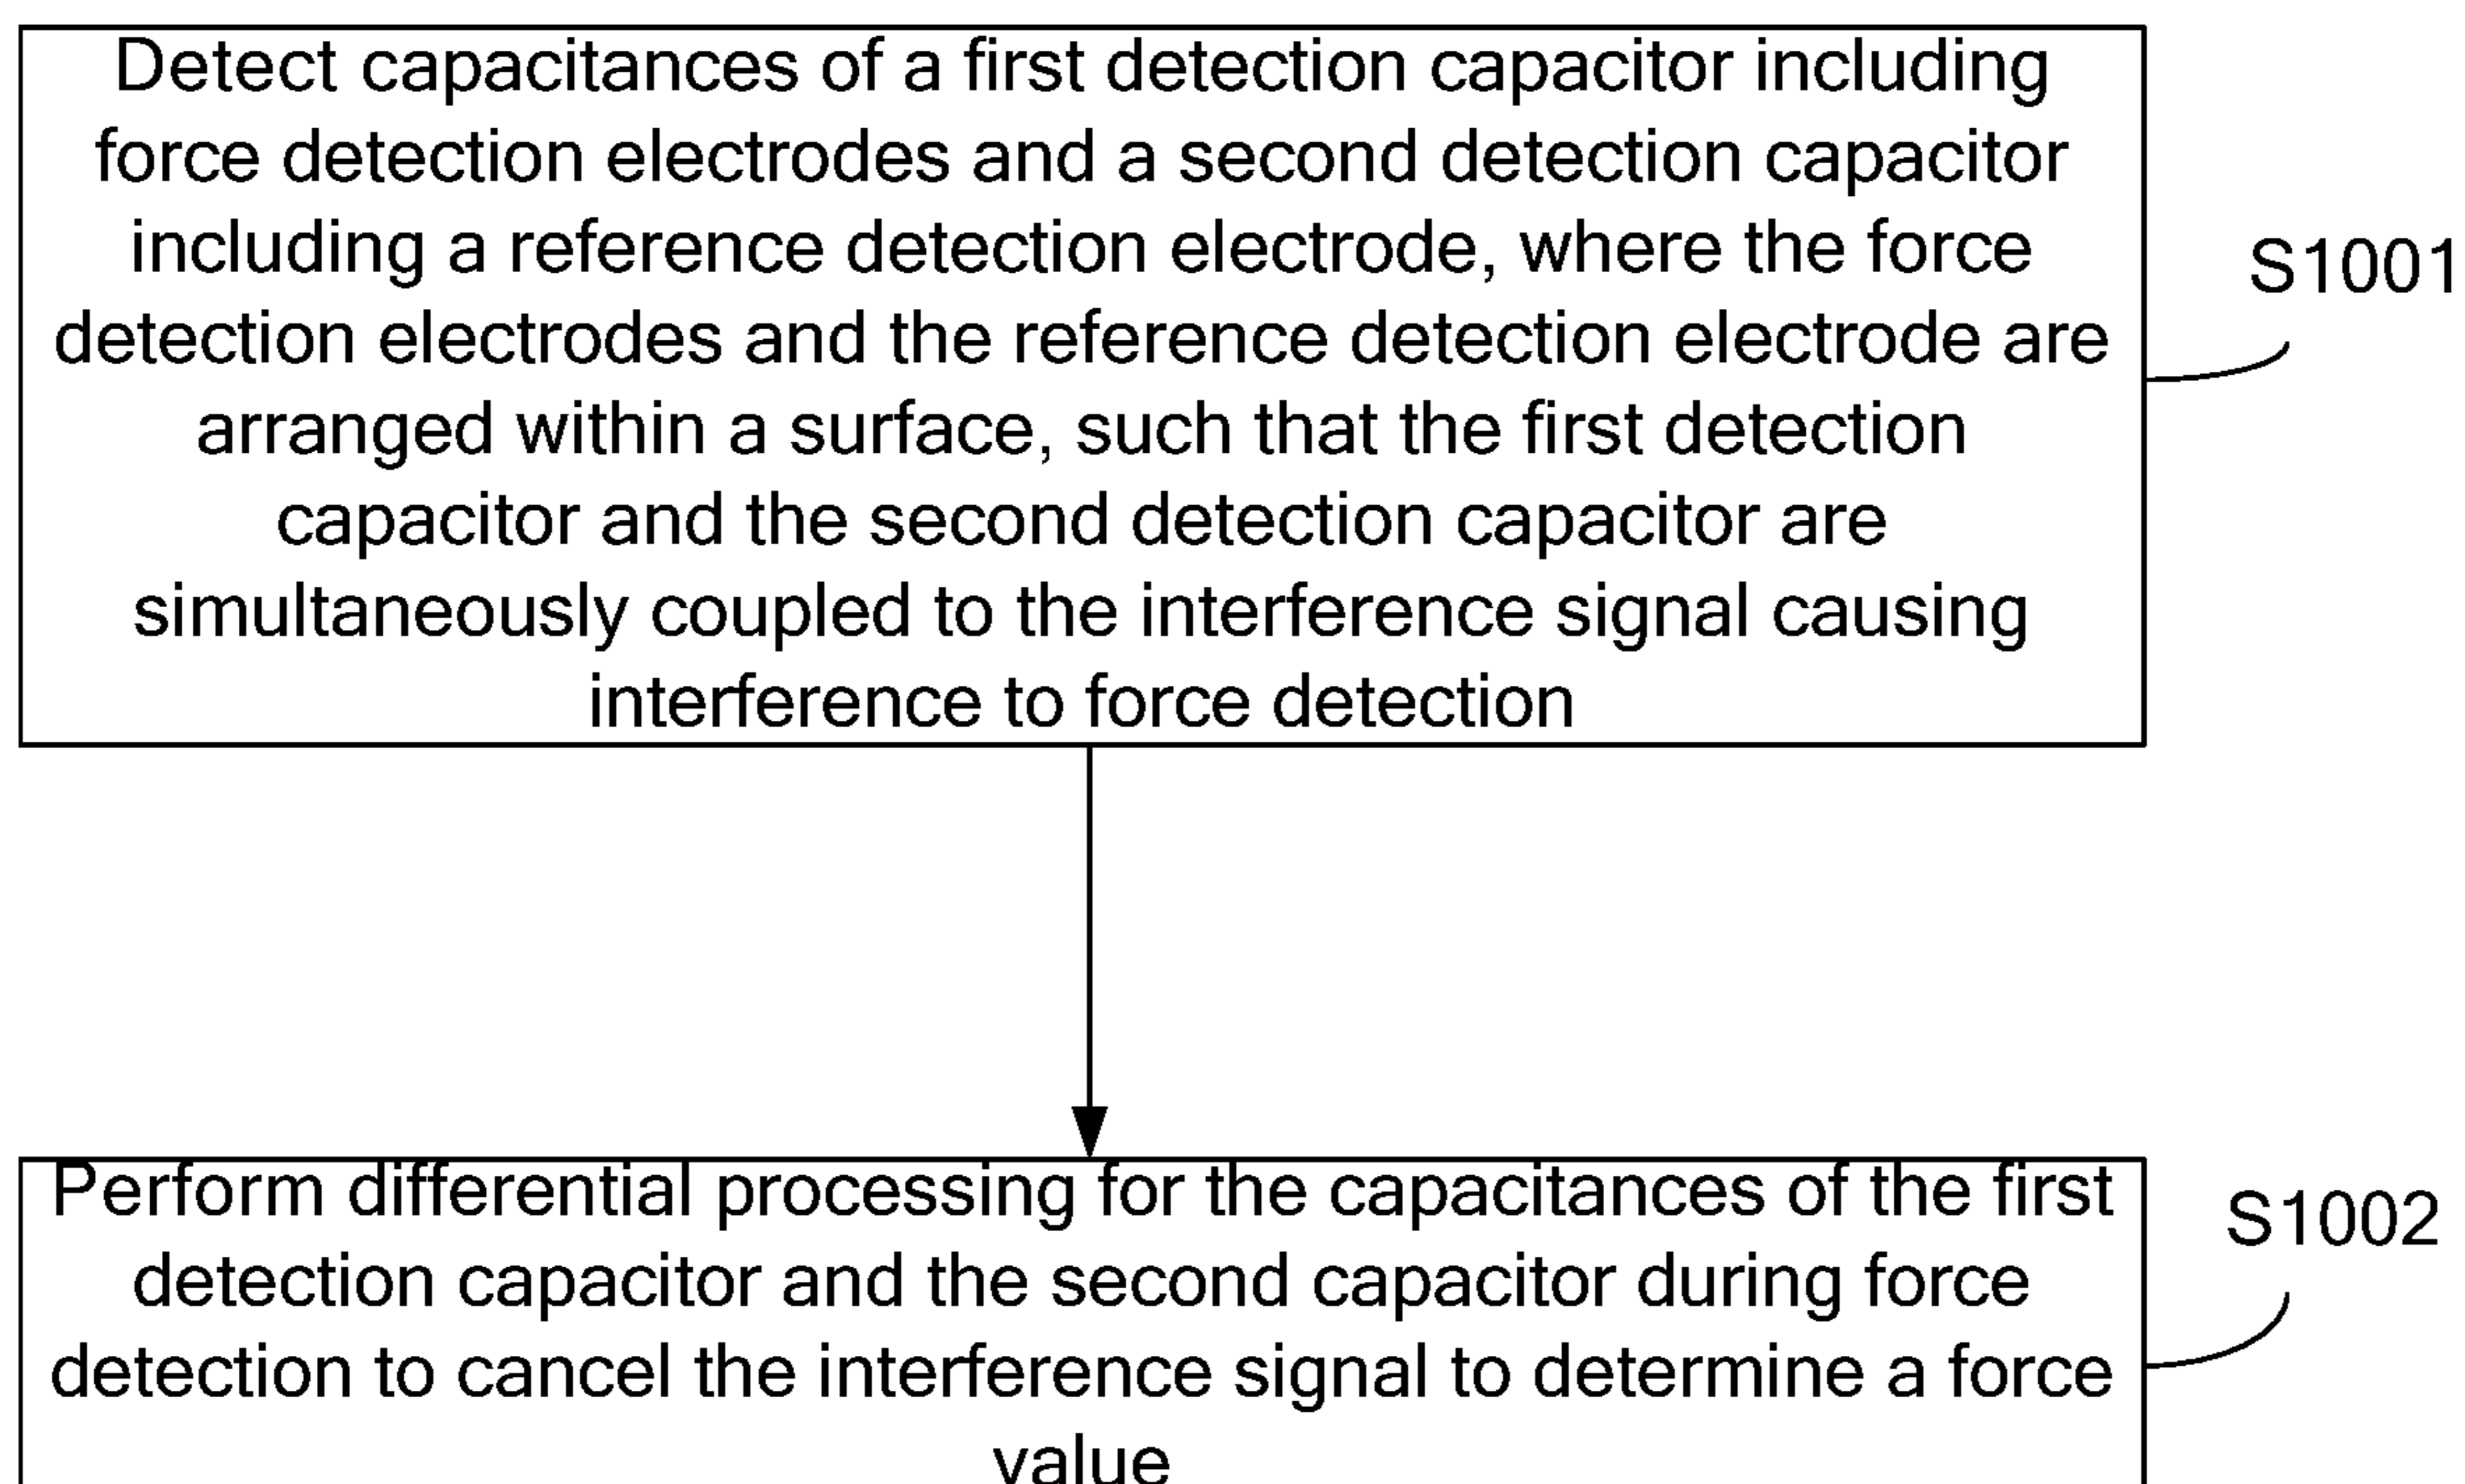 Detect capacitances of a first detection capacitor including
force detection electrodes and a second detection capacitor
including a reference detection electrode, where the force
detection electrodes and the reference detection electrode are
arranged within a surface, such that the first detection
capacitor and the second detection capacitor are
simultaneously coupled to the interference signal causing
interference to force detection
S1001
Perform differential processing for the capacitances of the first
detection capacitor and the second capacitor during force
detection to cancel the interference signal to determine a force
value
S1002